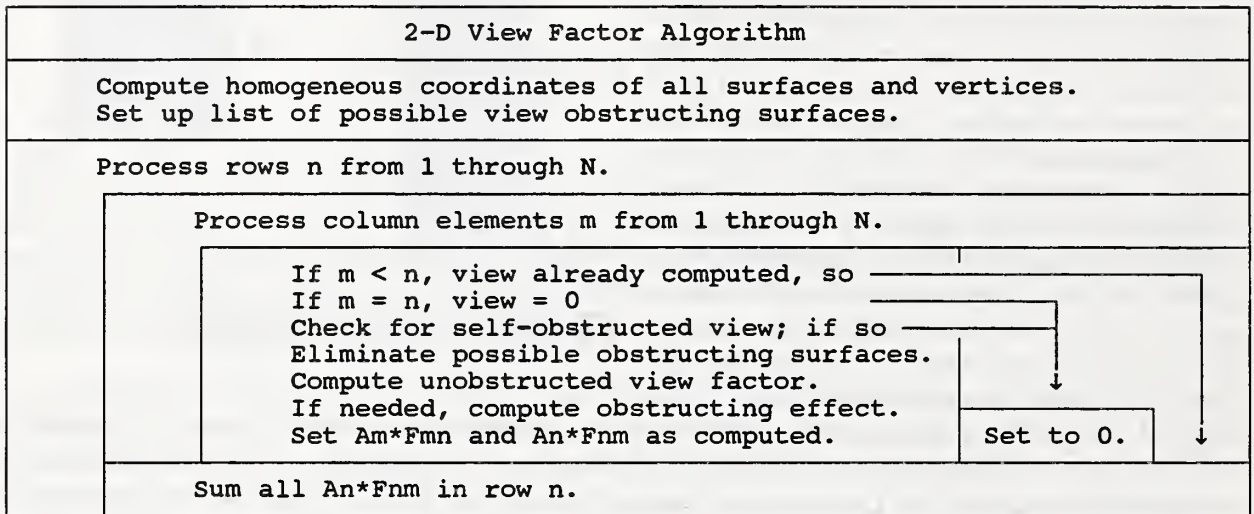 2-D View Factor Algorithm
Compute homogeneous coordinates of all surfaces and vertices.
Set up list of possible view obstructing surfaces.
Process rows n from 1 through N.
Process column elements m from 1 through N.
If m < n, view already computed, so
If m = n, view = 0
Check for self-obstructed view; if so
Eliminate possible obstructing surfaces.
Compute unobstructed view factor.
If needed, compute obstructing effect.
Set Am*Fmn and An*Fnm as computed.
Set to 0.
Sum all An*Fnm in row n.